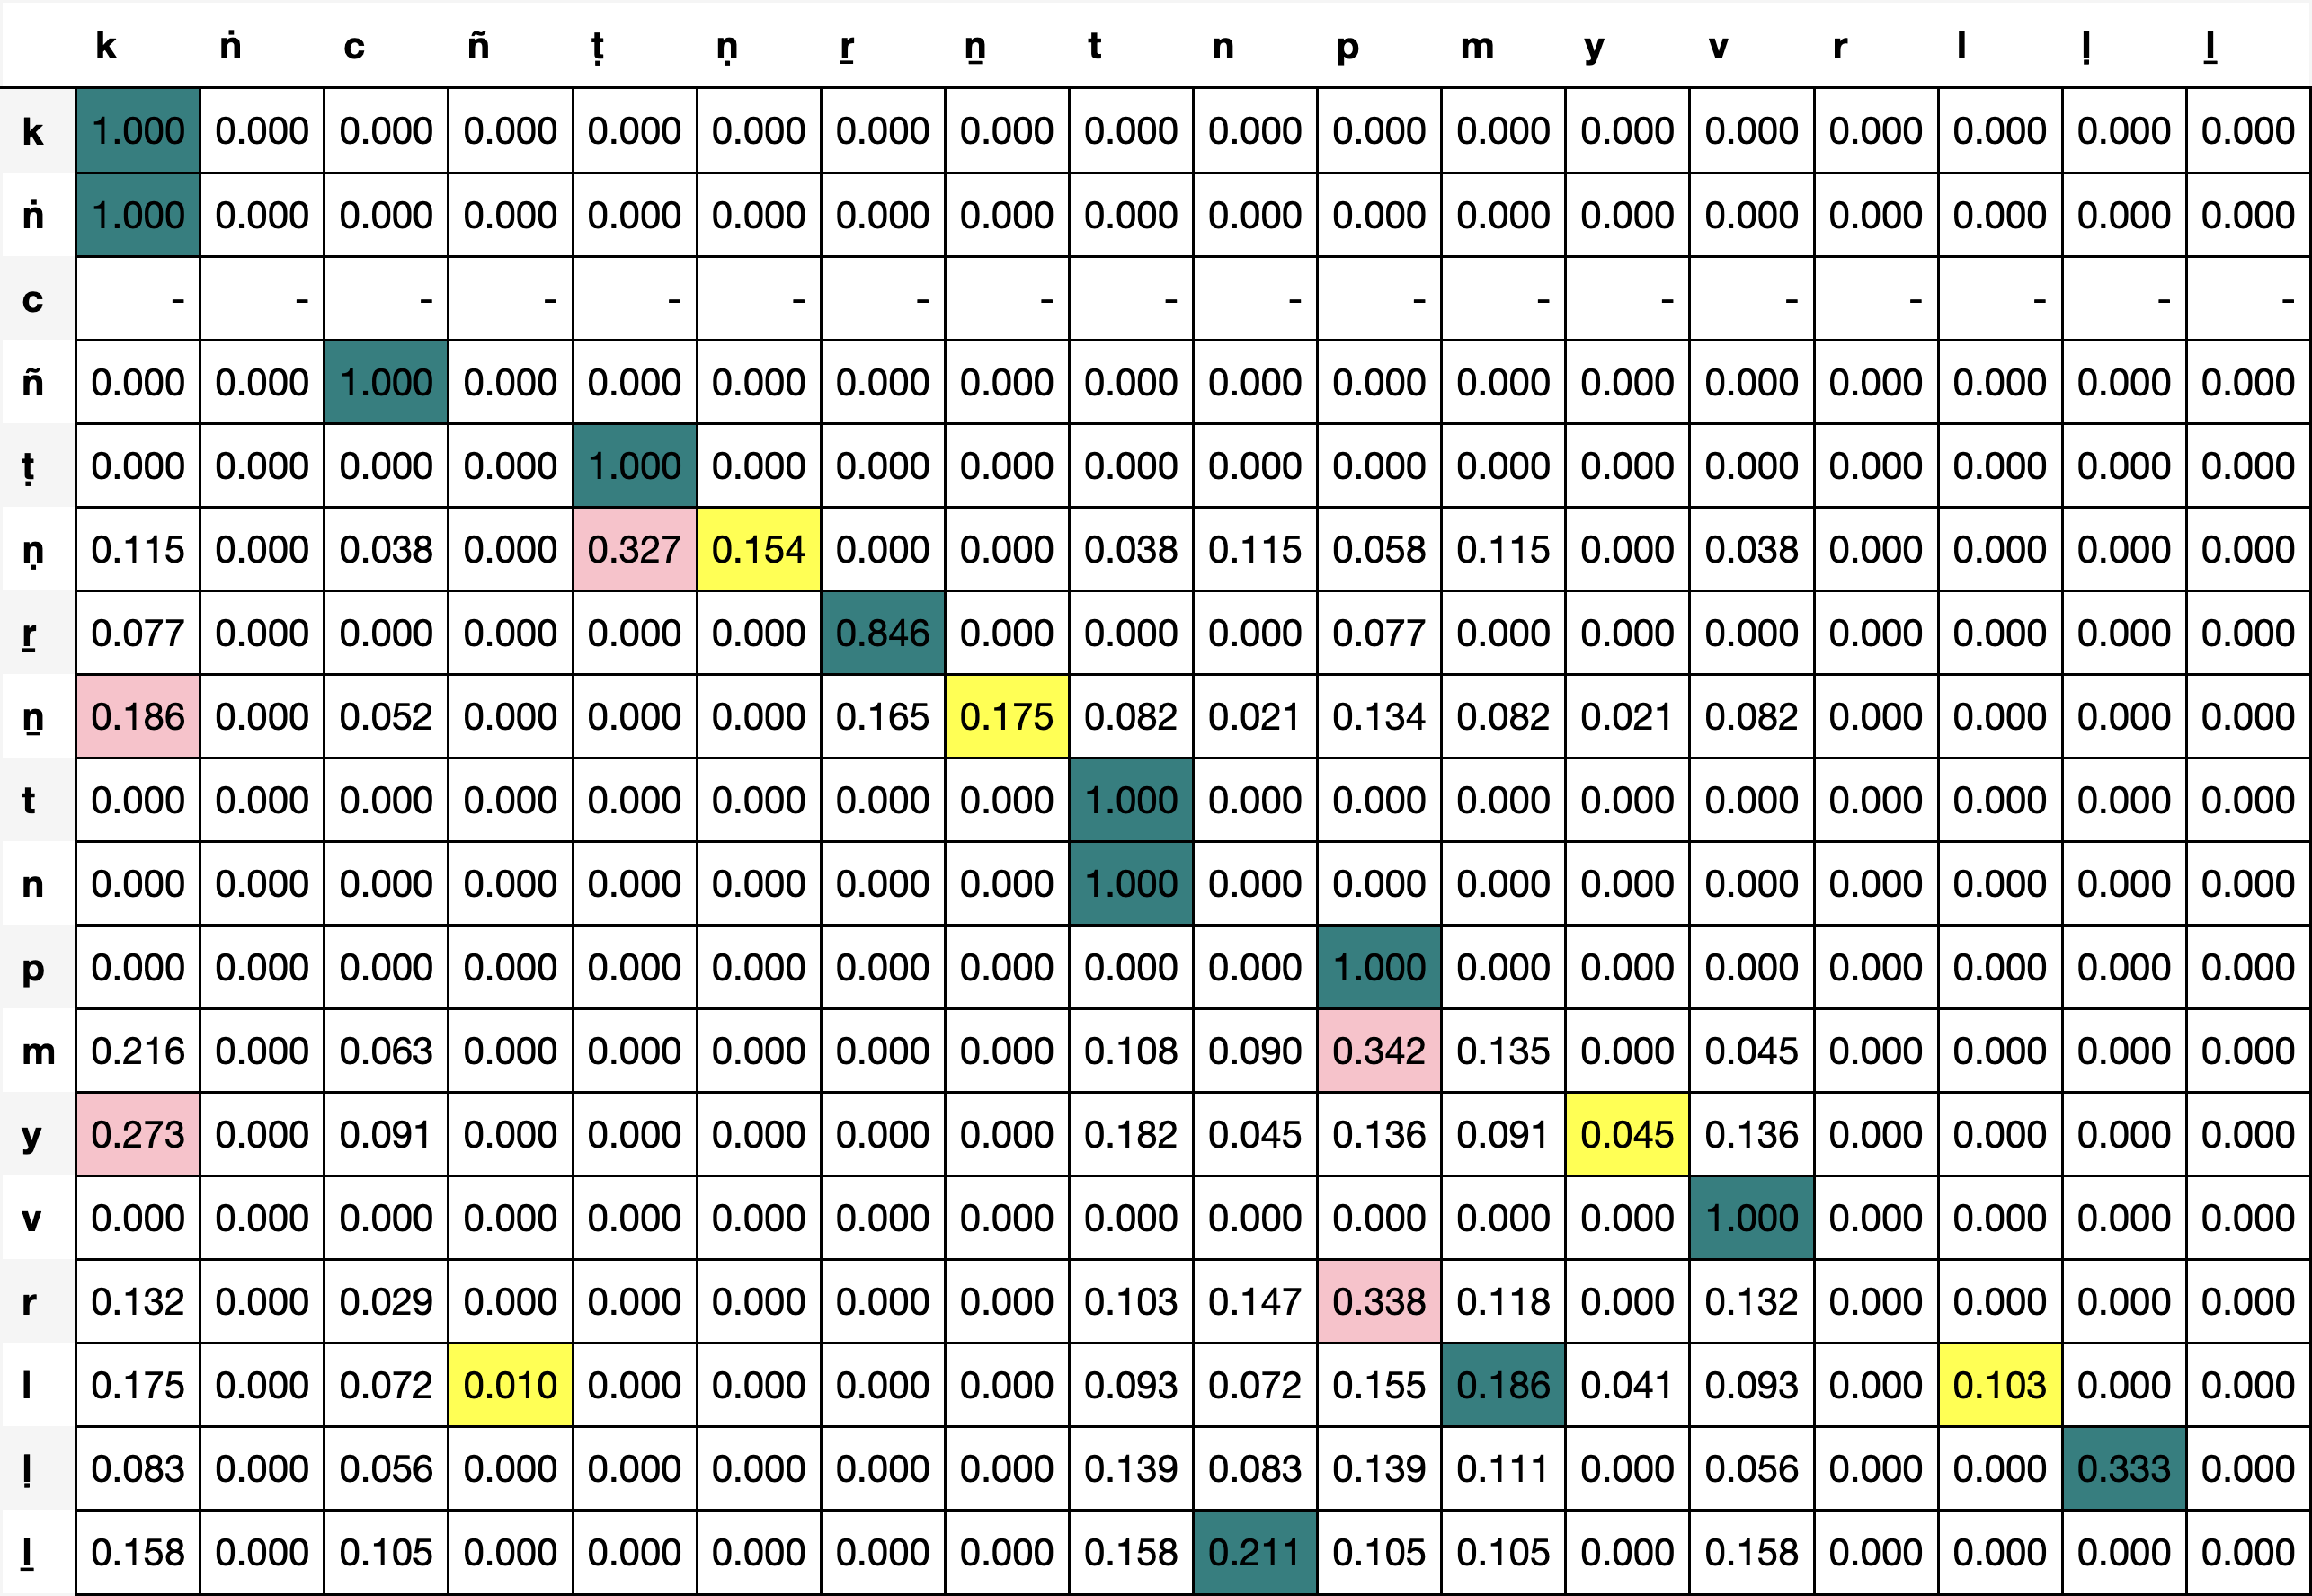 k ṅ c ñ ṭ ṇ ṟ ṉ t n p m y v r l ḷ ḻ
k 1.000 0.000 0.000 0.000 0.000 0.000 0.000 0.000 0.000 0.000 0.000 0.000 0.000 0.000 0.000 0.000 0.000 0.000
ṅ 1.000 0.000 0.000 0.000 0.000 0.000 0.000 0.000 0.000 0.000 0.000 0.000 0.000 0.000 0.000 0.000 0.000 0.000
c - - - - - - - - - - - - - - - - - -
ñ 0.000 0.000 1.000 0.000 0.000 0.000 0.000 0.000 0.000 0.000 0.000 0.000 0.000 0.000 0.000 0.000 0.000 0.000
ṭ 0.000 0.000 0.000 0.000 1.000 0.000 0.000 0.000 0.000 0.000 0.000 0.000 0.000 0.000 0.000 0.000 0.000 0.000
ṇ 0.115 0.000 0.038 0.000 0.327 0.154 0.000 0.000 0.038 0.115 0.058 0.115 0.000 0.038 0.000 0.000 0.000 0.000
ṟ 0.077 0.000 0.000 0.000 0.000 0.000 0.846 0.000 0.000 0.000 0.077 0.000 0.000 0.000 0.000 0.000 0.000 0.000
ṉ 0.186 0.000 0.052 0.000 0.000 0.000 0.165 0.175 0.082 0.021 0.134 0.082 0.021 0.082 0.000 0.000 0.000 0.000
t 0.000 0.000 0.000 0.000 0.000 0.000 0.000 0.000 1.000 0.000 0.000 0.000 0.000 0.000 0.000 0.000 0.000 0.000
n 0.000 0.000 0.000 0.000 0.000 0.000 0.000 0.000 1.000 0.000 0.000 0.000 0.000 0.000 0.000 0.000 0.000 0.000
p 0.000 0.000 0.000 0.000 0.000 0.000 0.000 0.000 0.000 0.000 1.000 0.000 0.000 0.000 0.000 0.000 0.000 0.000
m 0.216 0.000 0.063 0.000 0.000 0.000 0.000 0.000 0.108 0.090 0.342 0.135 0.000 0.045 0.000 0.000 0.000 0.000
y 0.273 0.000 0.091 0.000 0.000 0.000 0.000 0.000 0.182 0.045 0.136 0.091 0.045 0.136 0.000 0.000 0.000 0.000
v 0.000 0.000 0.000 0.000 0.000 0.000 0.000 0.000 0.000 0.000 0.000 0.000 0.000 1.000 0.000 0.000 0.000 0.000
r 0.132 0.000 0.029 0.000 0.000 0.000 0.000 0.000 0.103 0.147 0.338 0.118 0.000 0.132 0.000 0.000 0.000 0.000
l 0.175 0.000 0.072 0.010 0.000 0.000 0.000 0.000 0.093 0.072 0.155 0.186 0.041 0.093 0.000 0.103 0.000 0.000
ḷ 0.083 0.000 0.056 0.000 0.000 0.000 0.000 0.000 0.139 0.083 0.139 0.111 0.000 0.056 0.000 0.000 0.333 0.000
ḻ 0.158 0.000 0.105 0.000 0.000 0.000 0.000 0.000 0.158 0.211 0.105 0.105 0.000 0.158 0.000 0.000 0.000 0.000